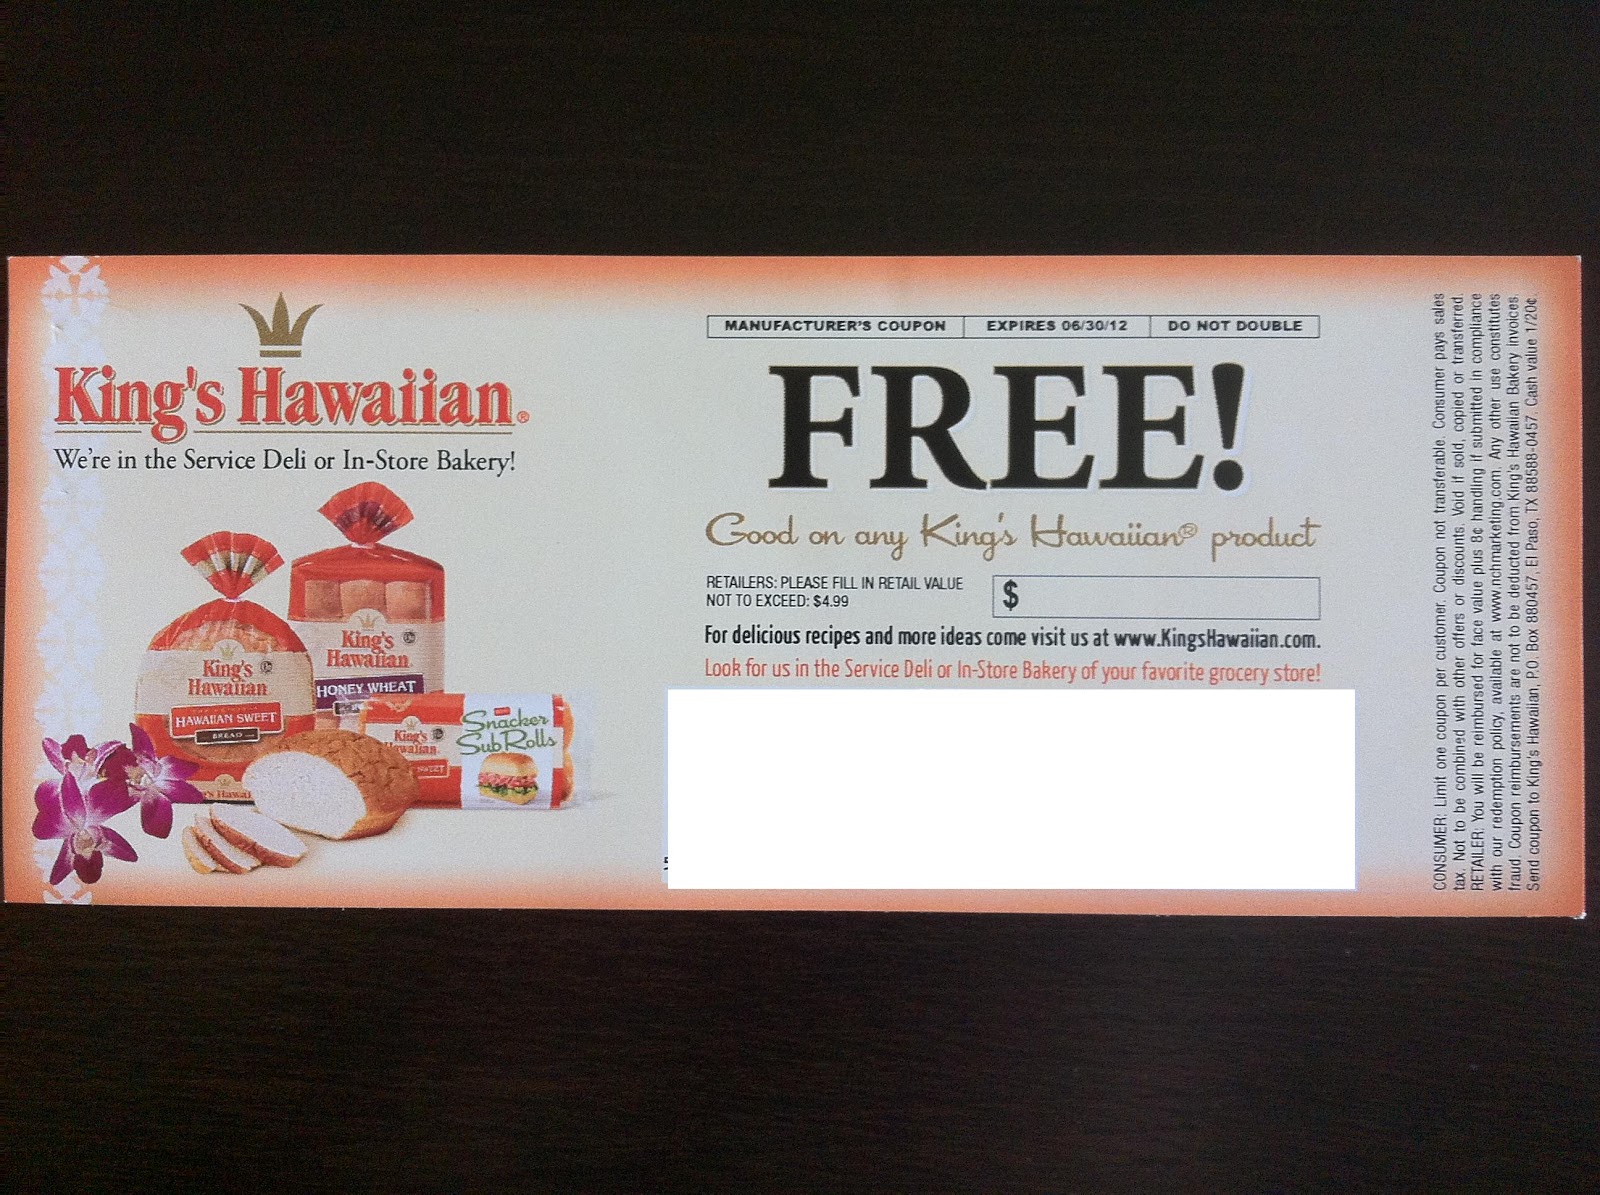 King's Hawaiian®
We're in the Service Deli or In-Store Bakery!
King's
Hawaiian
HAWAIIAN SWEET
BREAD
King's
Hawaiian
HONEY WHEAT
King's
Hawaiian
SWEET
Snacker
Sub Rolls
MANUFACTURER'S COUPON EXPIRES 06/30/12 DO NOT DOUBLE
FREE!
Good on any King's Hawaiian® product
RETAILERS: PLEASE FILL IN RETAIL VALUE
NOT TO EXCEED: $4.99
$
For delicious recipes and more ideas come visit us at www.KingsHawaiian.com.
Look for us in the Service Deli or In-Store Bakery of your favorite grocery store!
CONSUMER: Limit one coupon per customer. Coupon not transferable. Consumer pays sales
tax. Not to be combined with other offers or discounts. Void if sold, copied or transferred.
RETAILER: You will be reimbursed for face value plus 8¢ handling if submitted in compliance
with our redemption policy, available at www.nchmarketing.com. Any other use constitutes
fraud. Coupon reimbursements are not to be deducted from King's Hawaiian Bakery invoices.
Send coupon to King's Hawaiian, P.O. Box 880457, El Paso, TX 88588-0457. Cash value 1/20¢.